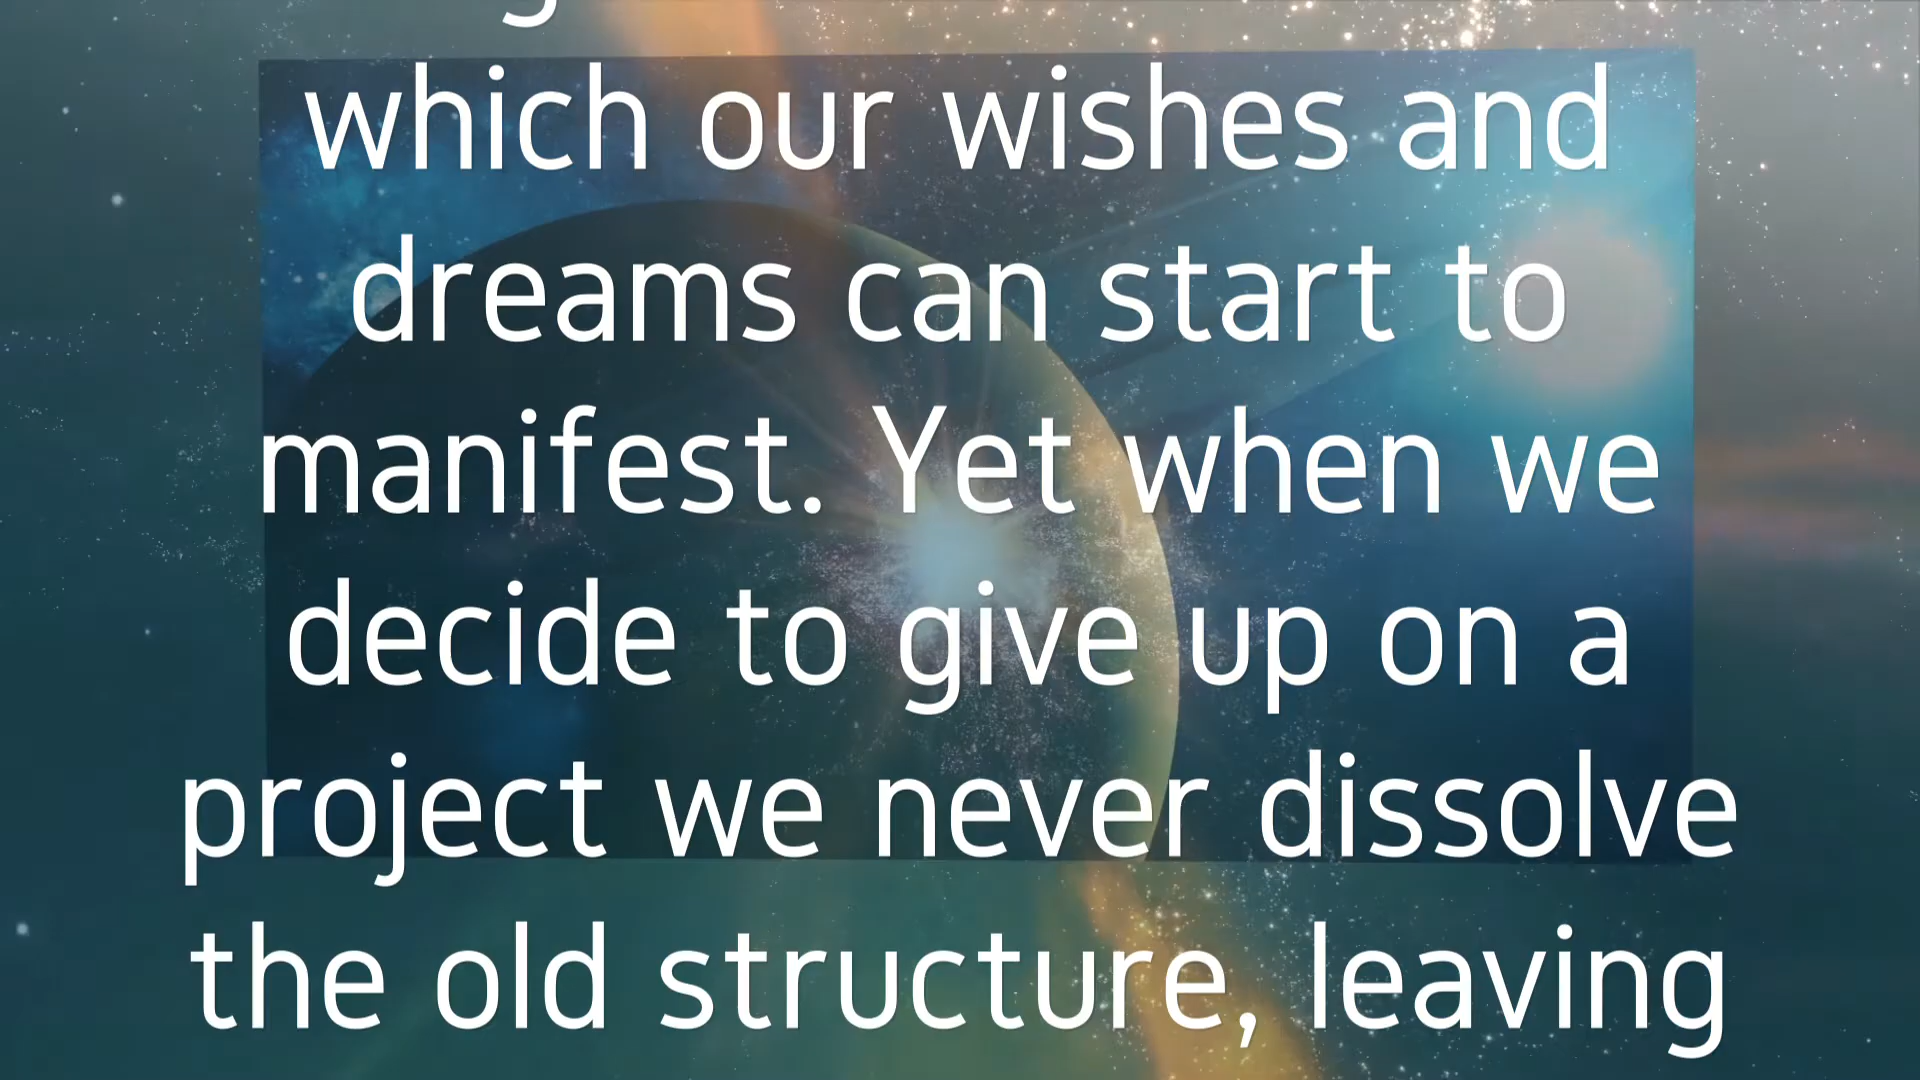 which our wishes and
dreams can start to
manifest. Yet when we
decide to give up on a
project we never dissolve
the old structure, leaving